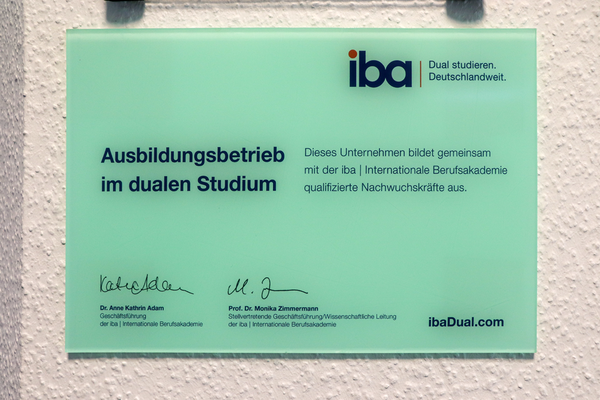 iba
Dual studieren.
Deutschlandweit.
Ausbildungsbetrieb
im dualen Studium
Dieses Unternehmen bildet gemeinsam
mit der iba | Internationale Berufsakademie
qualifizierte Nachwuchskräfte aus.
Dr. Anne Kathrin Adam
Geschäftsführung
der iba | Internationale Berufsakademie
Prof. Dr. Monika Zimmermann
Stellvertretende Geschäftsführung/Wissenschaftliche Leitung
der iba | Internationale Berufsakademie
ibaDual.com